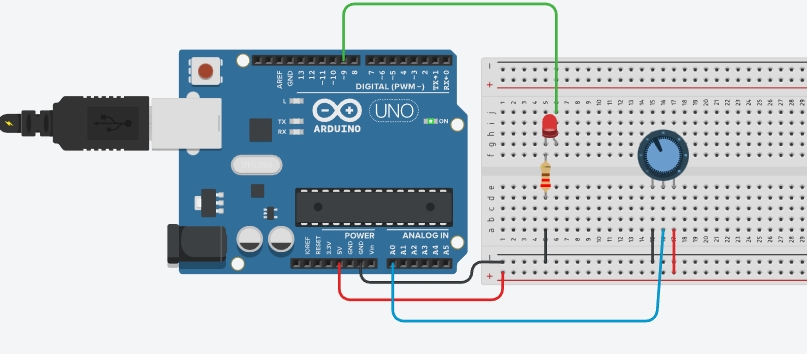 AREF
GND
13
12
~11
~10
~9
8
7
~6
~5
4
~3
2
TX→1
RX←0
DIGITAL (PWM~)
L
TX
RX
ARDUINO
UNO
ON
POWER
ANALOG IN
IOREF
RESET
3.3V
5V
GND
GND
Vin
A0
A1
A2
A3
A4
A5
j
i
h
g
f
e
d
c
b
a